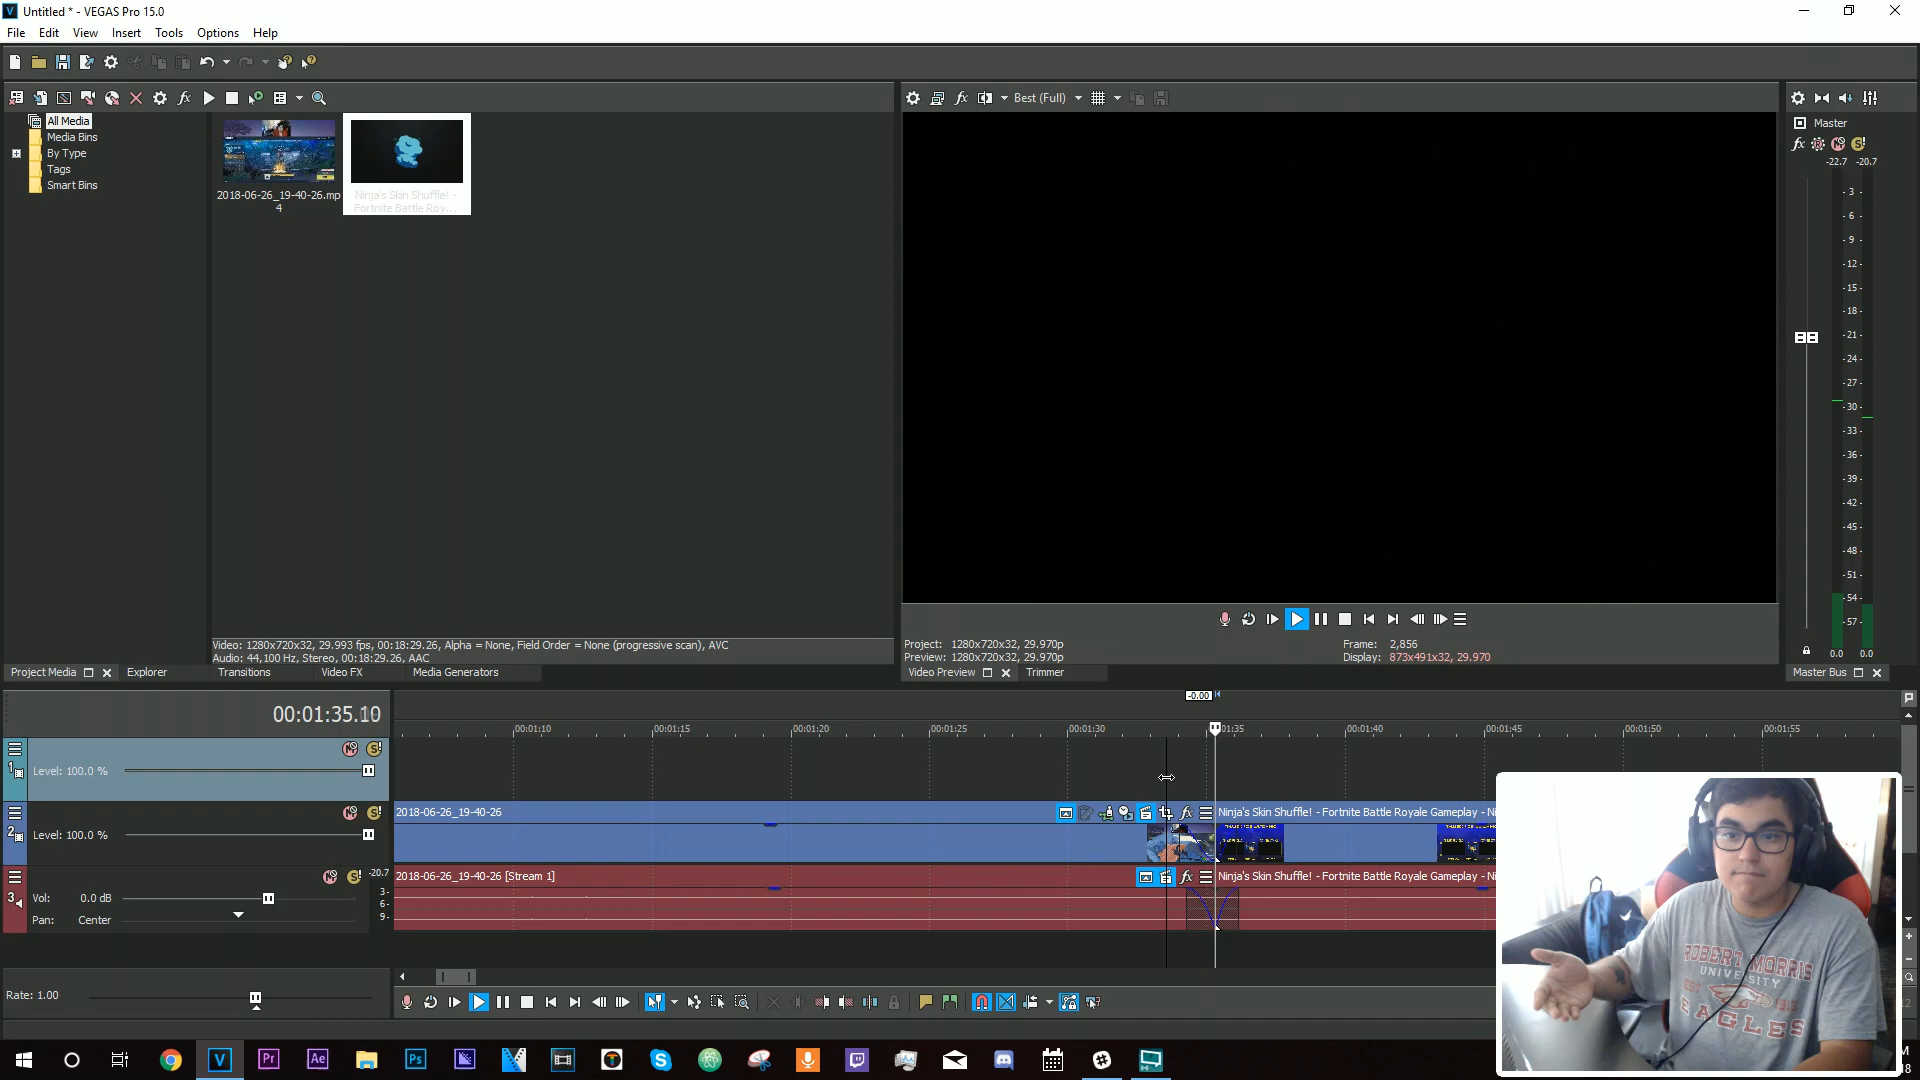 Untitled * - VEGAS Pro 15.0
File Edit View Insert Tools Options Help
Best (Full)
All Media
Media Bins
By Type
Tags
Smart Bins
2018-06-26_19-40-26.mp
4
Ninja's Skin Shuffle! -
Fortnite Battle Roy...
Master
-22.7 -20.7
- 3 -
- 6 -
- 9 -
- 12 -
- 15 -
- 18 -
- 21 -
- 24 -
- 27 -
- 30 -
- 33 -
- 36 -
- 39 -
- 42 -
- 45 -
- 48 -
- 51 -
- 54 -
- 57 -
0.0 0.0
Video: 1280x720x32, 29.993 fps, 00:18:29.26, Alpha = None, Field Order = None (progressive scan), AVC
Audio: 44,100 Hz, Stereo, 00:18:29.26, AAC
Project: 1280x720x32, 29.970p
Preview: 1280x720x32, 29.970p
Frame: 2,856
Display: 873x491x32, 29.970
Project Media Explorer Transitions Video FX Media Generators
Video Preview Trimmer
Master Bus
-0.00
00:01:35.10
00:01:10 00:01:15 00:01:20 00:01:25 00:01:30 01:35 00:01:40 00:01:45 00:01:50 00:01:55
1
Level: 100.0 %
2
Level: 100.0 %
2018-06-26_19-40-26
Ninja's Skin Shuffle! - Fortnite Battle Royale Gameplay - Ni
3
-20.7
3-
6-
9-
Vol: 0.0 dB
Pan: Center
2018-06-26_19-40-26 [Stream 1]
Ninja's Skin Shuffle! - Fortnite Battle Royale Gameplay - Ni
Rate: 1.00
ROBERT MORRIS
UNIVERSITY
EAGLES
Pr Ae Ps